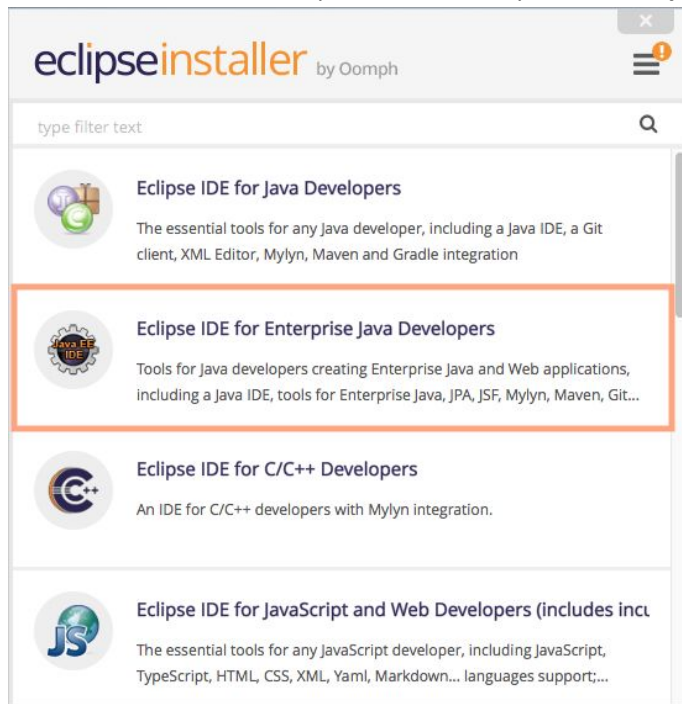 eclipseinstaller by Oomph
type filter text
Eclipse IDE for Java Developers
The essential tools for any Java developer, including a Java IDE, a Git
client, XML Editor, Mylyn, Maven and Gradle integration
Java EE
IDE
Eclipse IDE for Enterprise Java Developers
Tools for Java developers creating Enterprise Java and Web applications,
including a Java IDE, tools for Enterprise Java, JPA, JSF, Mylyn, Maven, Git...
C++
Eclipse IDE for C/C++ Developers
An IDE for C/C++ developers with Mylyn integration.
JS
Eclipse IDE for JavaScript and Web Developers (includes incu
The essential tools for any JavaScript developer, including JavaScript,
TypeScript, HTML, CSS, XML, Yaml, Markdown... languages support;...